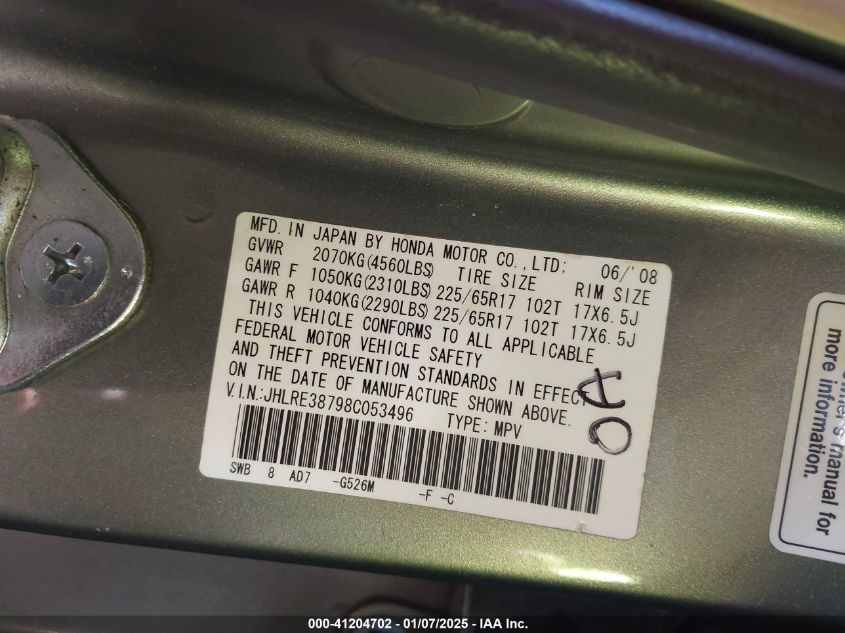 MFD. IN JAPAN BY HONDA MOTOR CO., LTD; 06/'08
GVWR 2070KG(4560LBS) TIRE SIZE RIM SIZE
GAWR F 1050KG(2310LBS) 225/65R17 102T 17X6.5J
GAWR R 1040KG(2290LBS) 225/65R17 102T 17X6.5J
THIS VEHICLE CONFORMS TO ALL APPLICABLE
FEDERAL MOTOR VEHICLE SAFETY
AND THEFT PREVENTION STANDARDS IN EFFECT
ON THE DATE OF MANUFACTURE SHOWN ABOVE.
V.I.N.:JHLRE38798C053496 TYPE: MPV
OA
SWB 8 AD7 -G526M -F -C
manual for
more information.
000-41204702 - 01/07/2025 - IAA Inc.